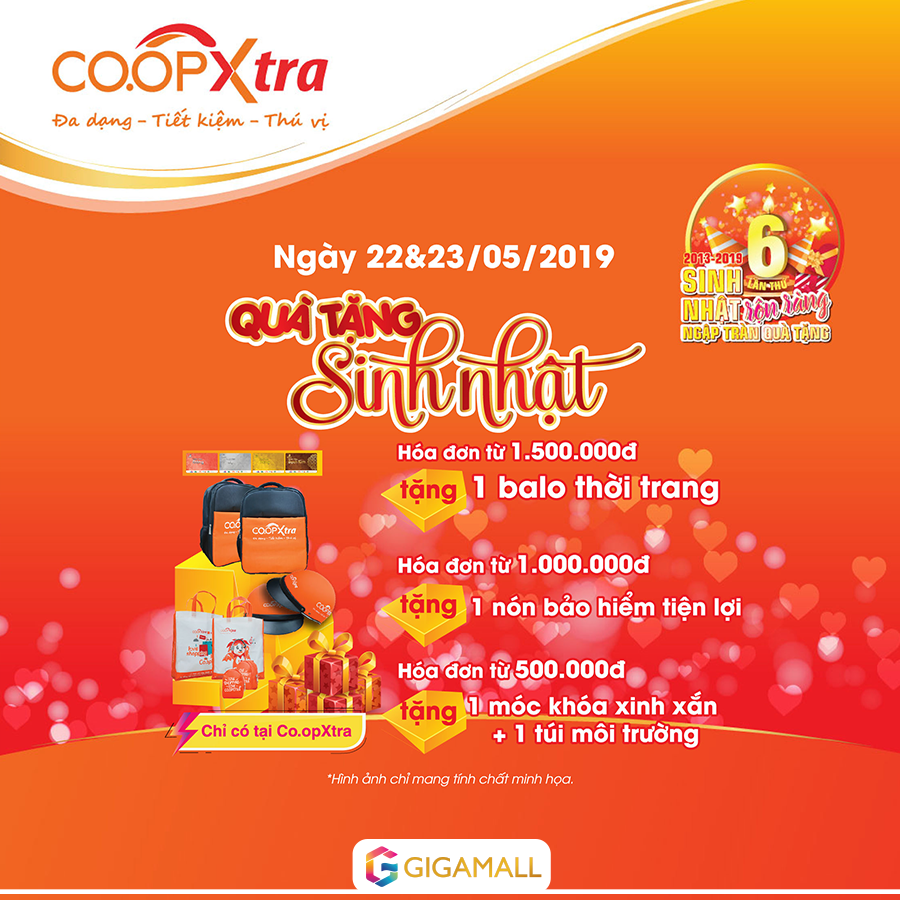 CO.OPXtra
Đa dạng - Tiết kiệm - Thú vị
Ngày 22&23/05/2019
2013-2019
6
LẦN THỨ
SINH
NHẬT rộn ràng
NGẬP TRÀN QUÀ TẶNG
QUÀ TẶNG
Sinh nhật
Hóa đơn từ 1.500.000đ
tặng 1 balo thời trang
CO.OPXtra
Hóa đơn từ 1.000.000đ
tặng 1 nón bảo hiểm tiện lợi
Hóa đơn từ 500.000đ
tặng 1 móc khóa xinh xắn
+ 1 túi môi trường
Chỉ có tại Co.opXtra
*Hình ảnh chỉ mang tính chất minh họa.
GIGAMALL